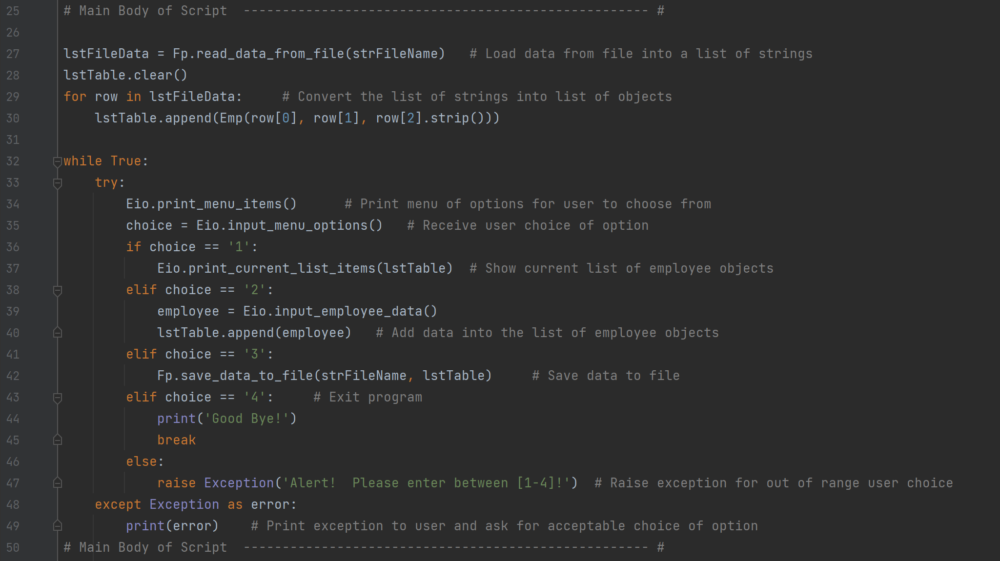 25 # Main Body of Script  ---------------------------------------------------- #
26
27 lstFileData = Fp.read_data_from_file(strFileName)   # Load data from file into a list of strings
28 lstTable.clear()
29 for row in lstFileData:     # Convert the list of strings into list of objects
30     lstTable.append(Emp(row[0], row[1], row[2].strip()))
31
32 while True:
33     try:
34         Eio.print_menu_items()      # Print menu of options for user to choose from
35         choice = Eio.input_menu_options()   # Receive user choice of option
36         if choice == '1':
37             Eio.print_current_list_items(lstTable)  # Show current list of employee objects
38         elif choice == '2':
39             employee = Eio.input_employee_data()
40             lstTable.append(employee)   # Add data into the list of employee objects
41         elif choice == '3':
42             Fp.save_data_to_file(strFileName, lstTable)     # Save data to file
43         elif choice == '4':     # Exit program
44             print('Good Bye!')
45             break
46         else:
47             raise Exception('Alert!  Please enter between [1-4]!')  # Raise exception for out of range user choice
48     except Exception as error:
49         print(error)    # Print exception to user and ask for acceptable choice of option
50 # Main Body of Script  ---------------------------------------------------- #